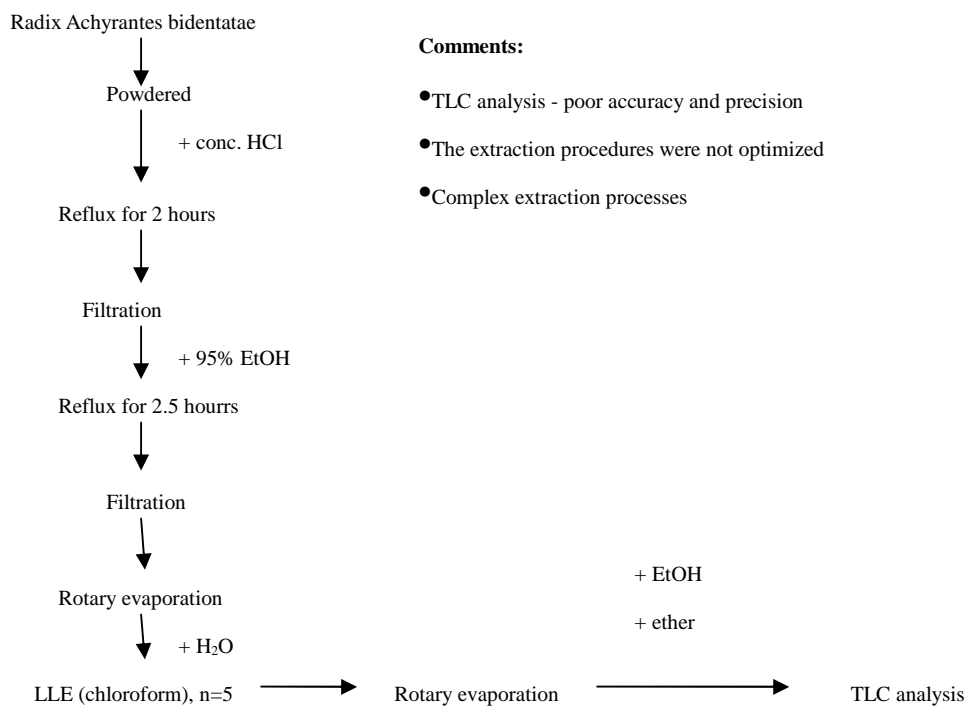 Radix Achyrantes bidentatae
Powdered
+ conc. HCl
Reflux for 2 hours
Filtration
+ 95% EtOH
Reflux for 2.5 hourrs
Filtration
Rotary evaporation
+ H₂O
LLE (chloroform), n=5
Rotary evaporation
+ EtOH
+ ether
TLC analysis
Comments:
●TLC analysis - poor accuracy and precision
●The extraction procedures were not optimized
●Complex extraction processes